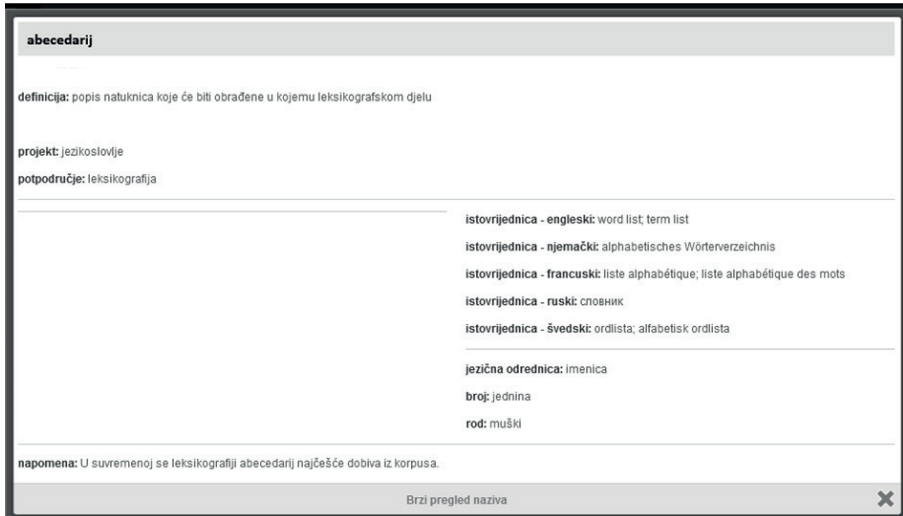 abecedarij
definicija: popis natuknica koje će biti obrađene u kojemu leksikografskom djelu
projekt: jezikoslovlje
potpodručje: leksikografija
istovrijednica - engleski: word list; term list
istovrijednica - njemački: alphabetisches Wörterverzeichnis
istovrijednica - francuski: liste alphabétique; liste alphabétique des mots
istovrijednica - ruski: словник
istovrijednica - švedski: ordlista; alfabetisk ordlista
jezična odrednica: imenica
broj: jednina
rod: muški
napomena: U suvremenoj se leksikografiji abecedarij najčešće dobiva iz korpusa.
Brzi pregled naziva